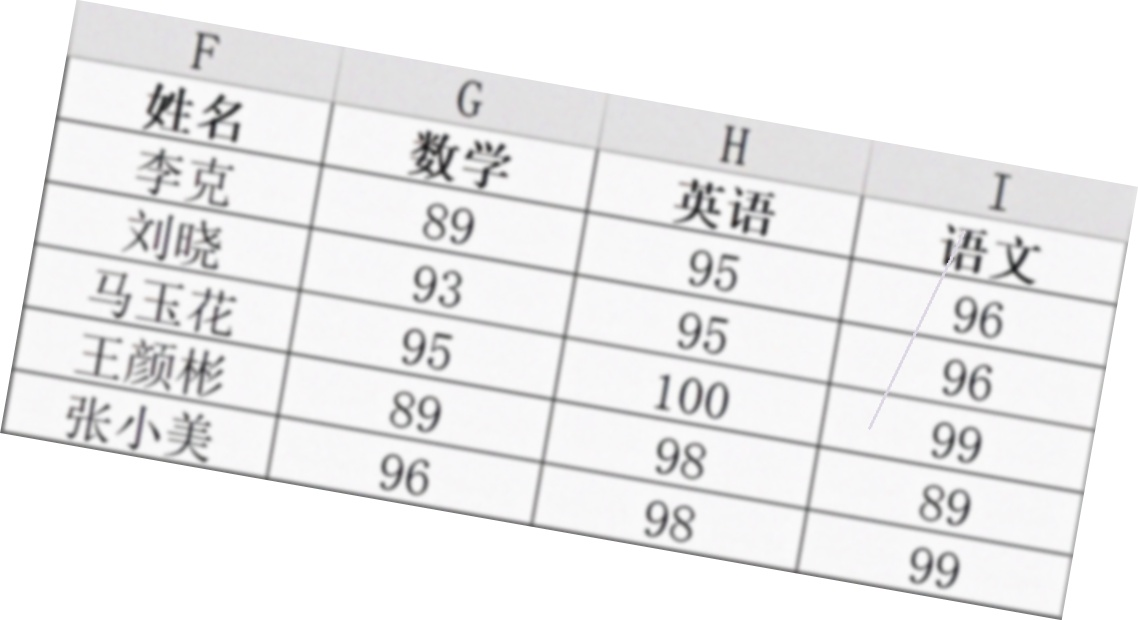 F G H I
姓名 数学 英语 语文
李克 89 95 96
刘晓 93 95 96
马玉花 95 100 99
王颜彬 89 98 89
张小美 96 98 99